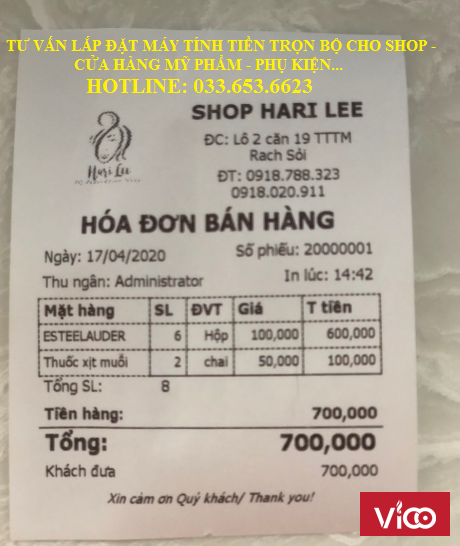 TƯ VẤN LẮP ĐẶT MÁY TÍNH TIỀN TRỌN BỘ CHO SHOP -
CỬA HÀNG MỸ PHẨM - PHỤ KIỆN...
HOTLINE: 033.653.6623
Hari Lee
SHOP HARI LEE
ĐC: Lô 2 căn 19 TTTM
Rach Sỏi
ĐT: 0918.788.323
0918.020.911
HÓA ĐƠN BÁN HÀNG
Ngày: 17/04/2020 Số phiếu: 20000001
Thu ngân: Administrator In lúc: 14:42
Mặt hàng SL ĐVT Giá T tiền
ESTEELAUDER 6 Hộp 100,000 600,000
Thuốc xịt muỗi 2 chai 50,000 100,000
Tổng SL: 8
Tiền hàng: 700,000
Tổng: 700,000
Khách đưa 700,000
Xin cảm ơn Quý khách/ Thank you!
Vico